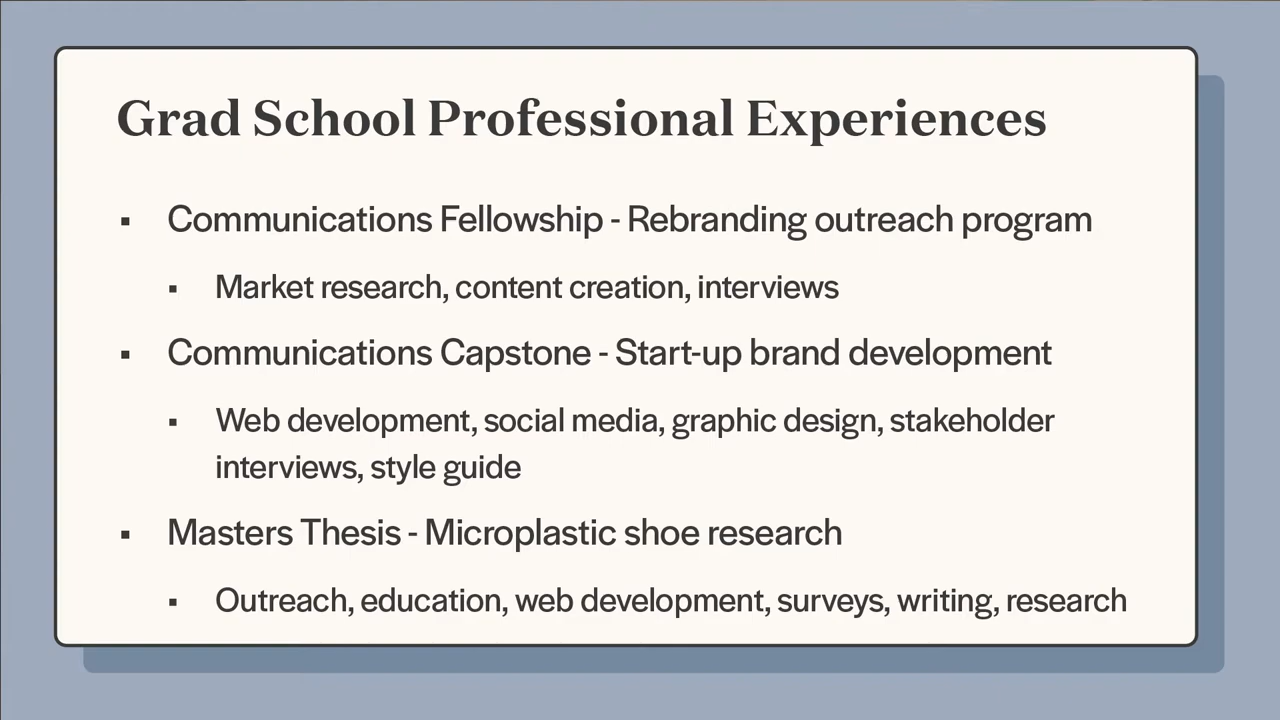 Grad School Professional Experiences
▪ Communications Fellowship - Rebranding outreach program
▪ Market research, content creation, interviews
▪ Communications Capstone - Start-up brand development
▪ Web development, social media, graphic design, stakeholder
interviews, style guide
▪ Masters Thesis - Microplastic shoe research
▪ Outreach, education, web development, surveys, writing, research